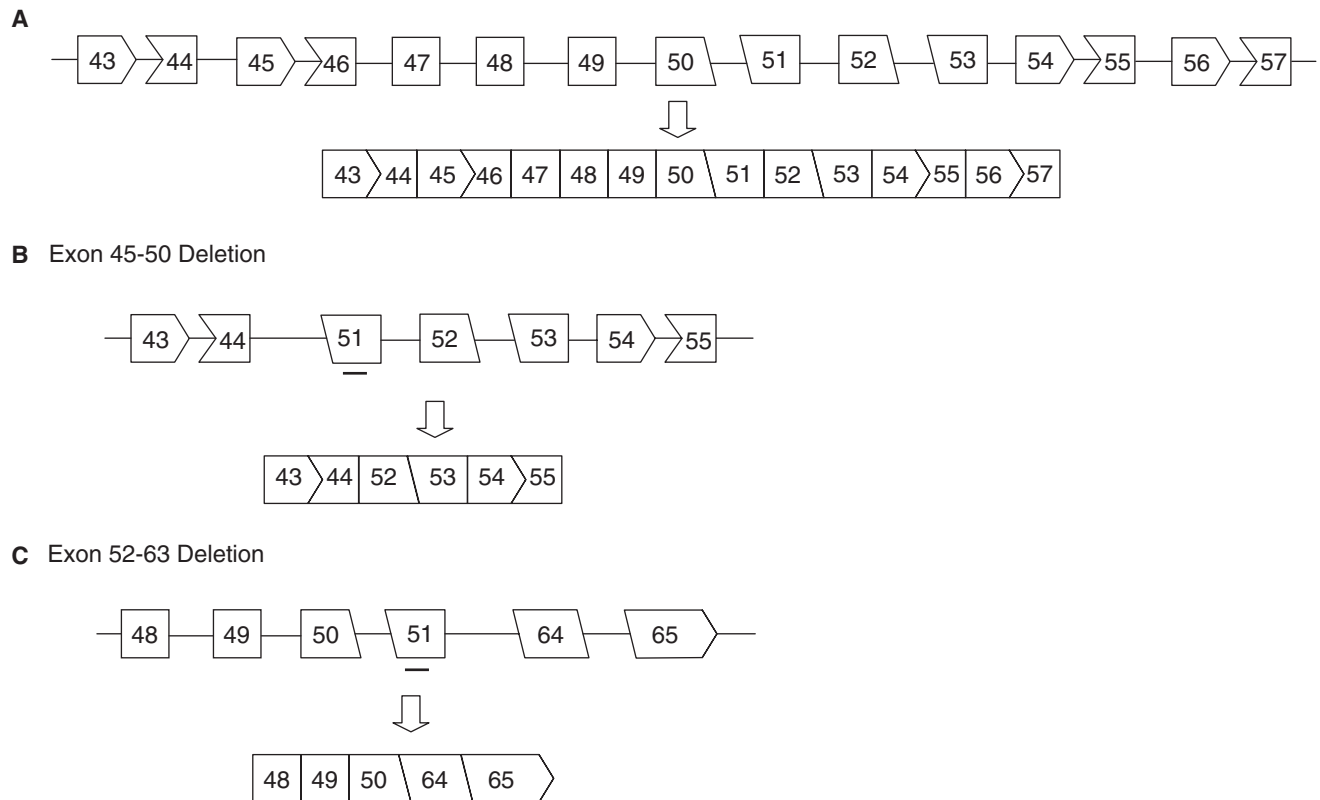 A
43 44 45 46 47 48 49 50 51 52 53 54 55 56 57
43 44 45 46 47 48 49 50 51 52 53 54 55 56 57
B Exon 45-50 Deletion
43 44 51 52 53 54 55
43 44 52 53 54 55
C Exon 52-63 Deletion
48 49 50 51 64 65
48 49 50 64 65